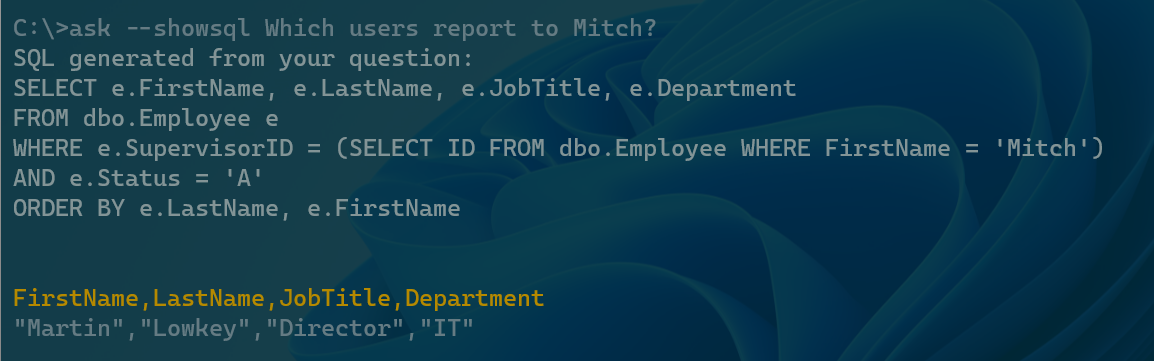 C:\>ask --showsql Which users report to Mitch?
SQL generated from your question:
SELECT e.FirstName, e.LastName, e.JobTitle, e.Department
FROM dbo.Employee e
WHERE e.SupervisorID = (SELECT ID FROM dbo.Employee WHERE FirstName = 'Mitch')
AND e.Status = 'A'
ORDER BY e.LastName, e.FirstName
FirstName,LastName,JobTitle,Department
"Martin","Lowkey","Director","IT"